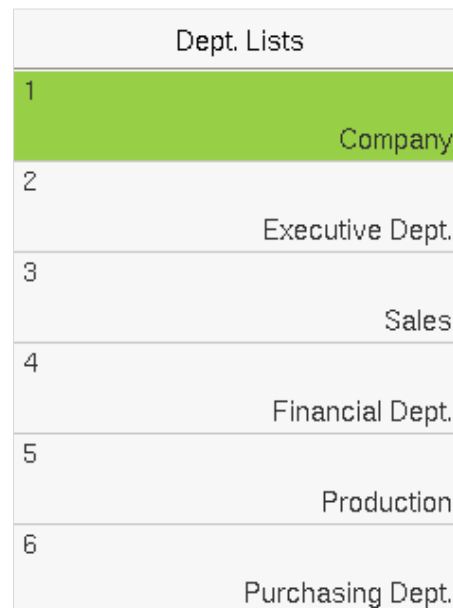 Dept. Lists
1
Company
2
Executive Dept.
3
Sales
4
Financial Dept.
5
Production
6
Purchasing Dept.